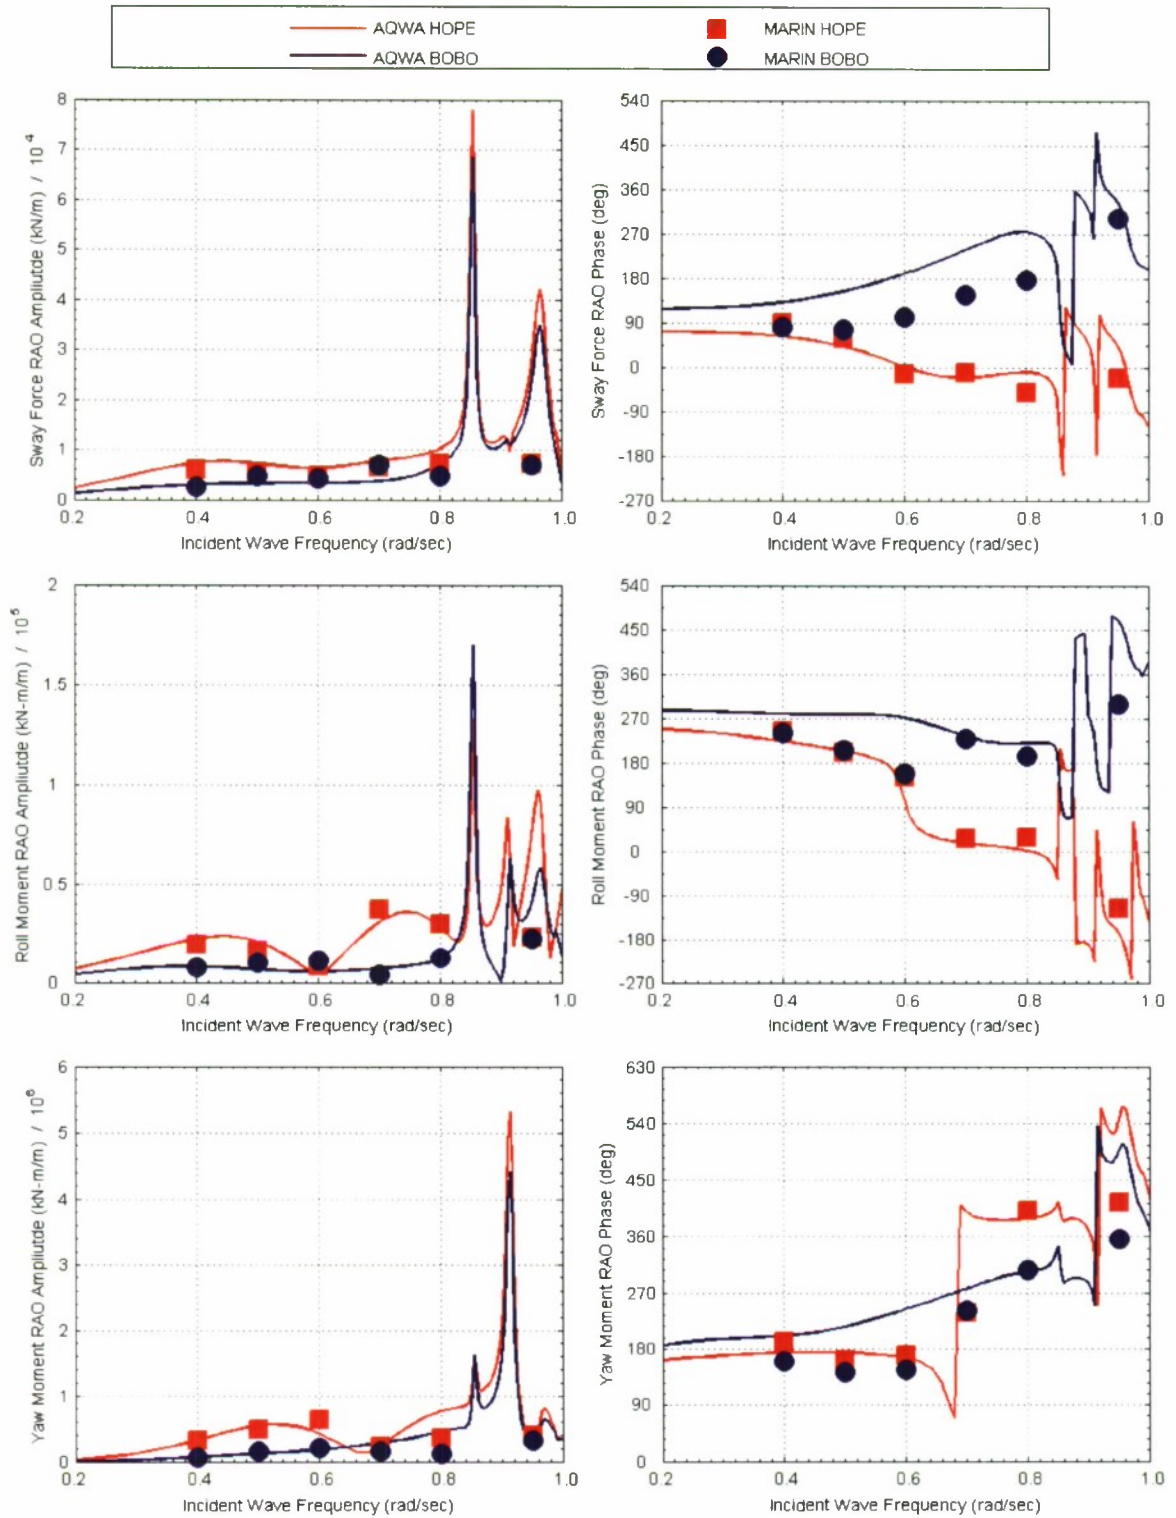 AQWA HOPE
MARIN HOPE
AQWA BOBO
MARIN BOBO
Sway Force RAO Ampliutde (kN/m) / 10^4
8
7
6
5
4
3
2
1
0
0.2 0.4 0.6 0.8 1.0
Incident Wave Frequency (rad/sec)
Sway Force RAO Phase (deg)
540
450
360
270
180
90
0
-90
-180
-270
0.2 0.4 0.6 0.8 1.0
Incident Wave Frequency (rad/sec)
Roll Moment RAO Ampliutde (kN-m/m) / 10^5
2
1.5
1
0.5
0
0.2 0.4 0.6 0.8 1.0
Incident Wave Frequency (rad/sec)
Roll Moment RAO Phase (deg)
540
450
360
270
180
90
0
-90
-180
-270
0.2 0.4 0.6 0.8 1.0
Incident Wave Frequency (rad/sec)
Yaw Moment RAO Ampliutde (kN-m/m) / 10^6
6
5
4
3
2
1
0
0.2 0.4 0.6 0.8 1.0
Incident Wave Frequency (rad/sec)
Yaw Moment RAO Phase (deg)
630
540
450
360
270
180
90
0
0.2 0.4 0.6 0.8 1.0
Incident Wave Frequency (rad/sec)